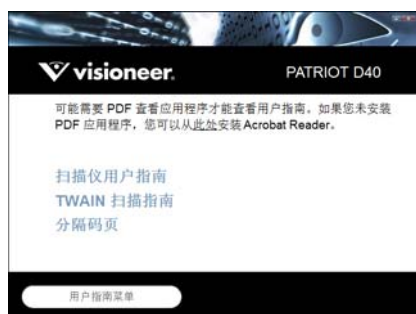 visioneer.
PATRIOT D40
可能需要 PDF 查看应用程序才能查看用户指南。如果您未安装
PDF 应用程序，您可以从此处安装 Acrobat Reader。
扫描仪用户指南
TWAIN 扫描指南
分隔码页
用户指南菜单